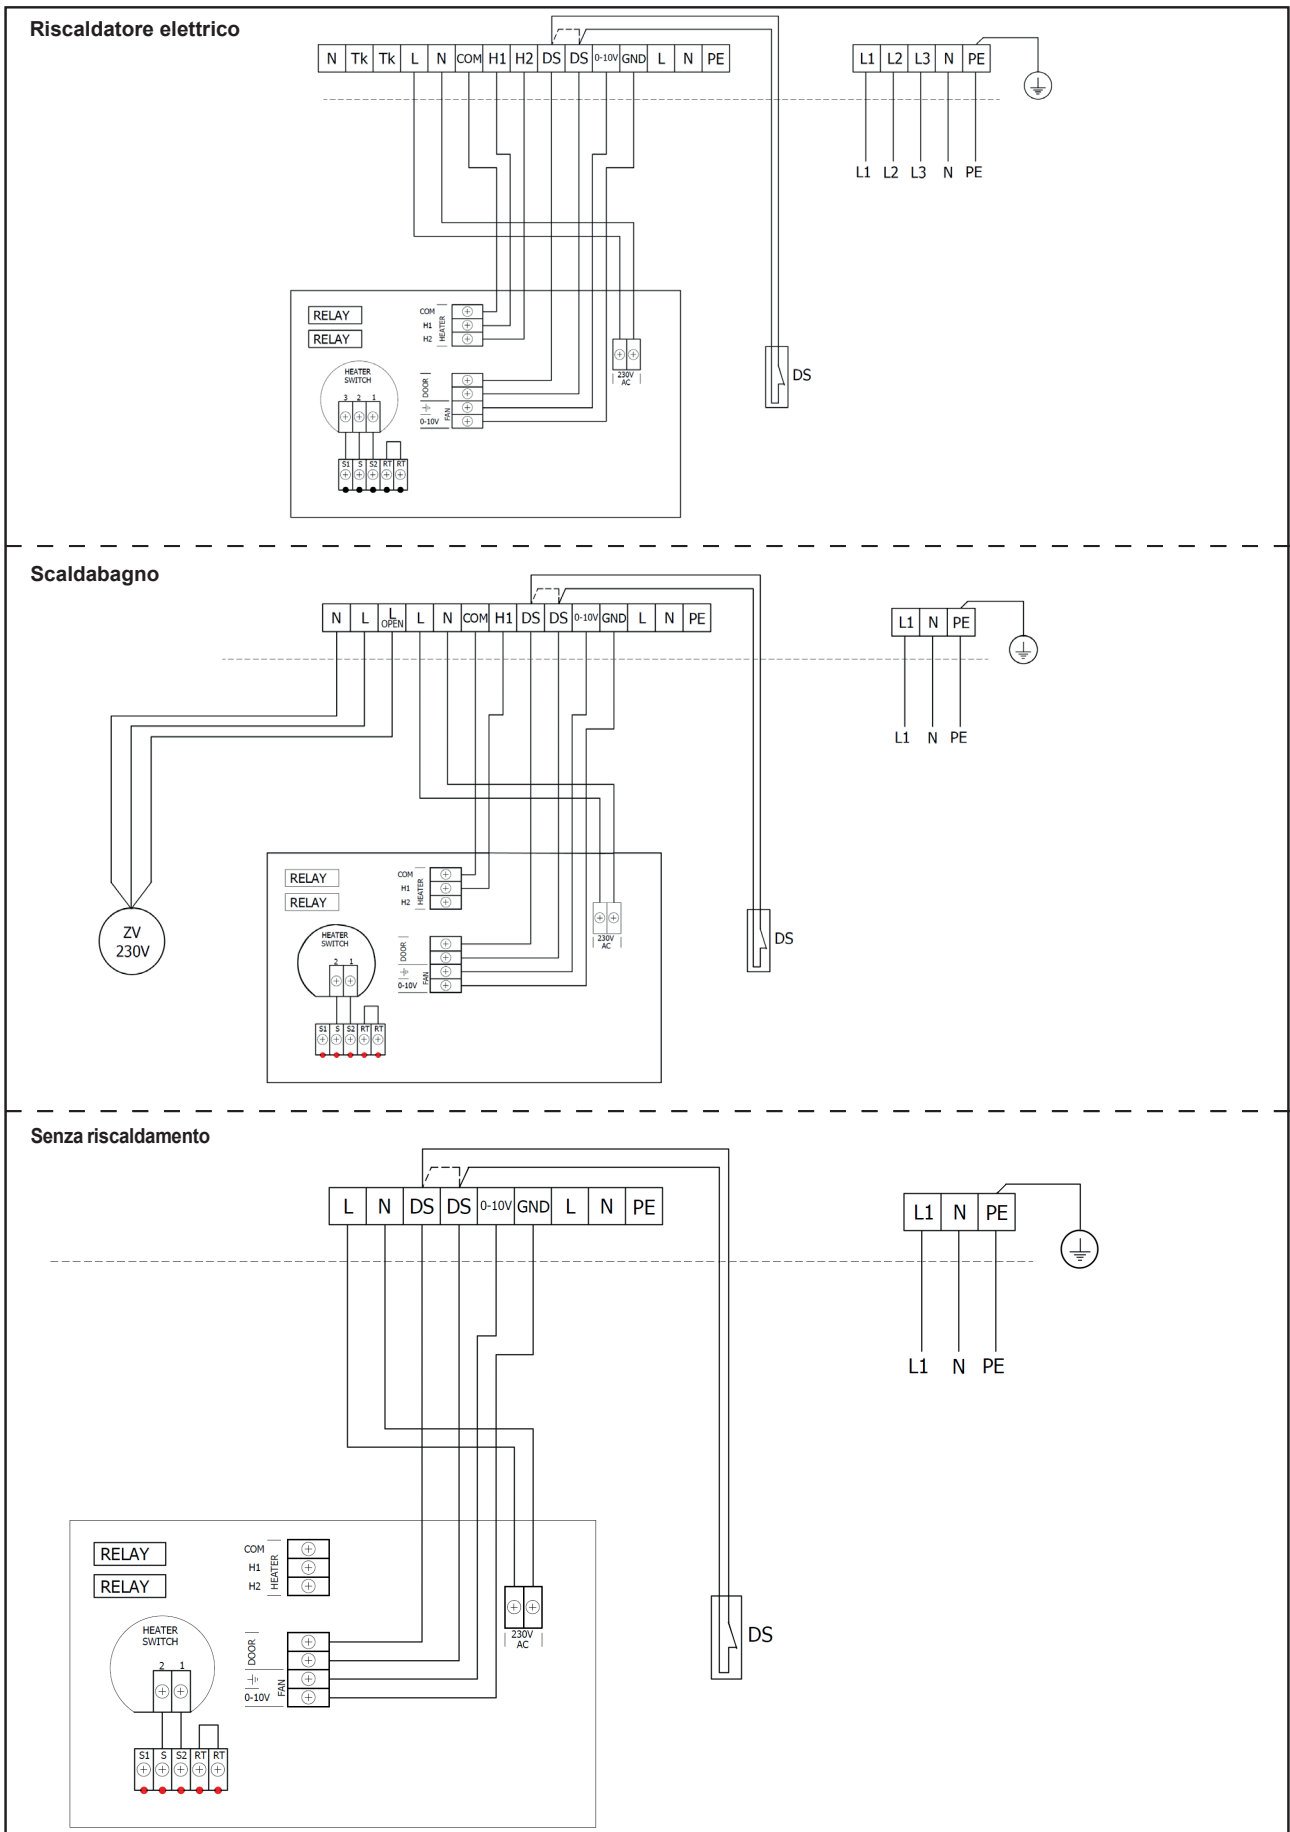 Riscaldatore elettrico
N Tk Tk L N COM H1 H2 DS DS 0-10V GND L N PE
L1 L2 L3 N PE
L1 L2 L3 N PE
RELAY
RELAY
COM
H1
H2
HEATER
HEATER
SWITCH
3 2 1
S1 S S2 RT RT
DOOR
FAN
0-10V
230V
AC
DS
Scaldabagno
N L L OPEN L N COM H1 DS DS 0-10V GND L N PE
L1 N PE
L1 N PE
ZV
230V
RELAY
RELAY
COM
H1
H2
HEATER
HEATER
SWITCH
2 1
S1 S S2 RT RT
DOOR
FAN
0-10V
230V
AC
DS
Senza riscaldamento
L N DS DS 0-10V GND L N PE
L1 N PE
L1 N PE
RELAY
RELAY
COM
H1
H2
HEATER
HEATER
SWITCH
2 1
S1 S S2 RT RT
DOOR
FAN
0-10V
230V
AC
DS